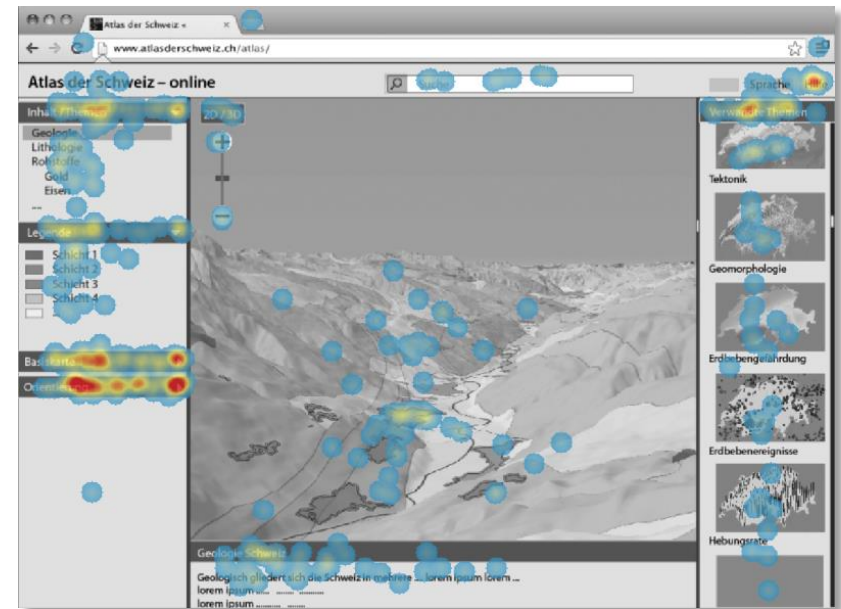 Atlas der Schweiz «
www.atlasderschweiz.ch/atlas/
Atlas der Schweiz – online
Suche
Sprache
Inhalt / Themen
Geologie
Lithologie
Rohstoffe
Gold
Eisen
...
Legende
Schicht 1
Schicht 2
Schicht 3
Schicht 4
Basiskarte
Orientierung
2D / 3D
Geologie Schweiz
Geologisch gliedert sich die Schweiz in mehrere ... lorem ipsum lorem ...
lorem ipsum ....... ....... ..........
lorem ipsum .......... .......
Verwandte Themen
Tektonik
Geomorphologie
Erdbebengefährdung
Erdbebenereignisse
Hebungsrate